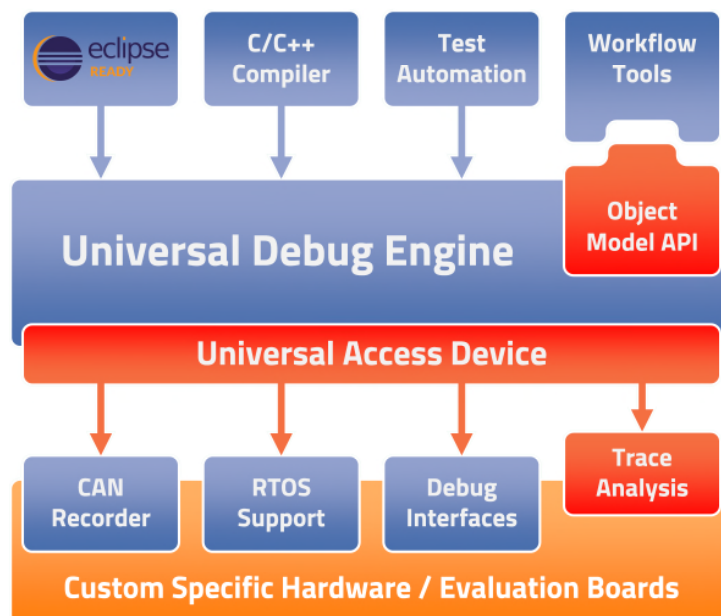 eclipse
READY
C/C++
Compiler
Test
Automation
Workflow
Tools
Universal Debug Engine
Object
Model API
Universal Access Device
CAN
Recorder
RTOS
Support
Debug
Interfaces
Trace
Analysis
Custom Specific Hardware / Evaluation Boards